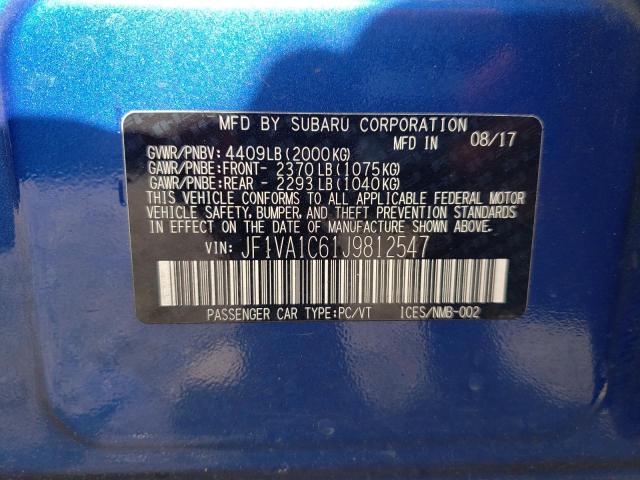 MFD BY SUBARU CORPORATION
MFD IN 08/17
GVWR/PNBV: 4409LB(2000KG)
GAWR/PNBE:FRONT- 2370LB(1075KG)
GAWR/PNBE:REAR - 2293LB(1040KG)
THIS VEHICLE CONFORMS TO ALL APPLICABLE FEDERAL MOTOR
VEHICLE SAFETY, BUMPER, AND THEFT PREVENTION STANDARDS
IN EFFECT ON THE DATE OF MANUFACTURE SHOWN ABOVE.
VIN: JF1VA1C61J9812547
PASSENGER CAR TYPE:PC/VT ICES/NMB-002